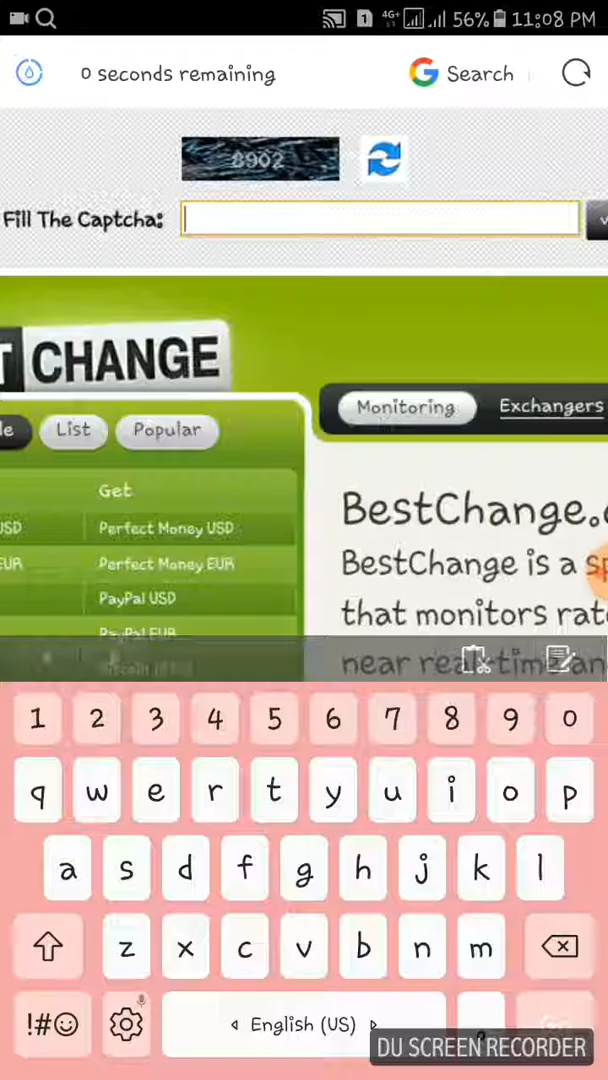 1 4G+ 56% 11:08 PM
0 seconds remaining G Search
8902
Fill The Captcha:
T CHANGE
Monitoring Exchangers
le List Popular
Get
USD Perfect Money USD
EUR Perfect Money EUR
PayPal USD
PayPal EUR
BestChange.
BestChange is a sp
that monitors rat
near real-time an
1 2 3 4 5 6 7 8 9 0
q w e r t y u i o p
a s d f g h j k l
z x c v b n m
!#☺ English (US)
DU SCREEN RECORDER